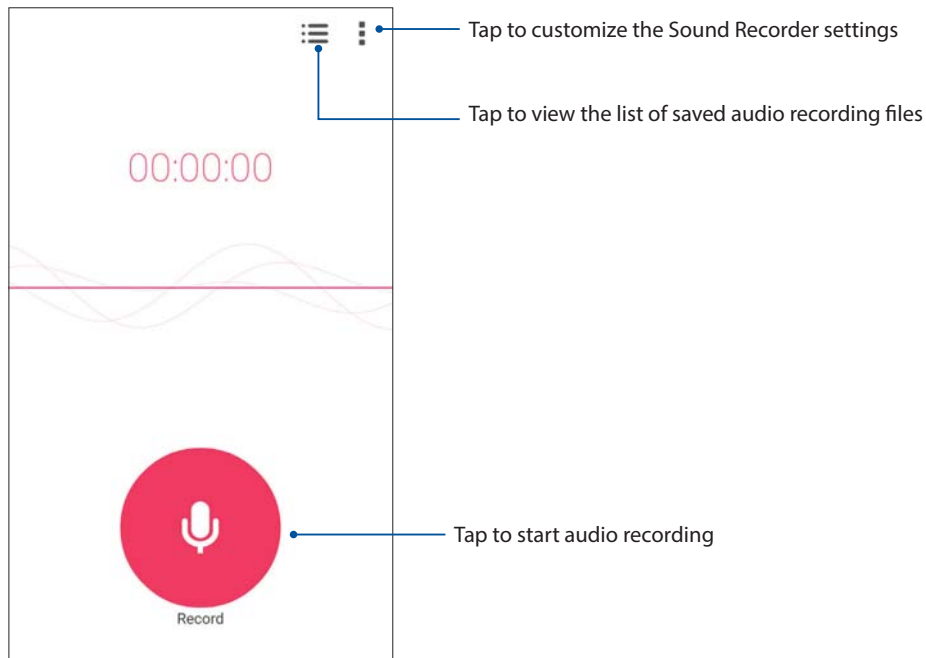 Tap to customize the Sound Recorder settings
Tap to view the list of saved audio recording files
00:00:00
Tap to start audio recording
Record